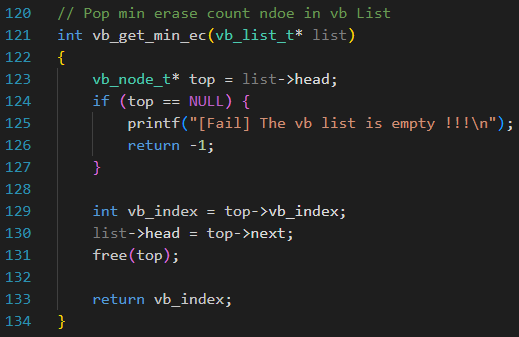 120 // Pop min erase count ndoe in vb List
121 int vb_get_min_ec(vb_list_t* list)
122 {
123     vb_node_t* top = list->head;
124     if (top == NULL) {
125         printf("[Fail] The vb list is empty !!!\n");
126         return -1;
127     }
128
129     int vb_index = top->vb_index;
130     list->head = top->next;
131     free(top);
132
133     return vb_index;
134 }